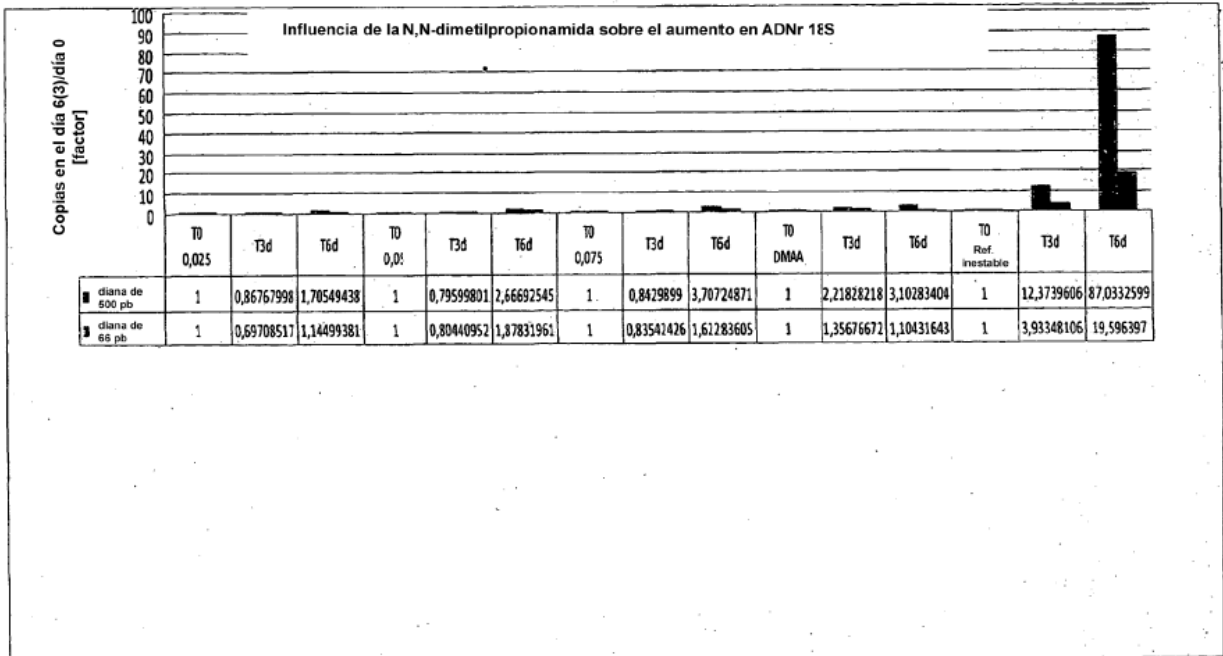 Influencia de la N,N-dimetilpropionamida sobre el aumento en ADNr 18S
Copias en el día 6(3)/día 0
[factor]
100
90
80
70
60
50
40
30
20
10
0
T0 0,025 T3d T6d T0 0,05 T3d T6d T0 0,075 T3d T6d T0 DMAA T3d T6d T0 Ref. inestable T3d T6d
diana de 500 pb 1 0,86767998 1,70549438 1 0,79599801 2,66692545 1 0,8429899 3,70724871 1 2,21828218 3,10283404 1 12,3739606 87,0332599
diana de 66 pb 1 0,69708517 1,14499381 1 0,80440952 1,87831961 1 0,83542426 1,61283605 1 1,35676672 1,10431643 1 3,93348106 19,596397